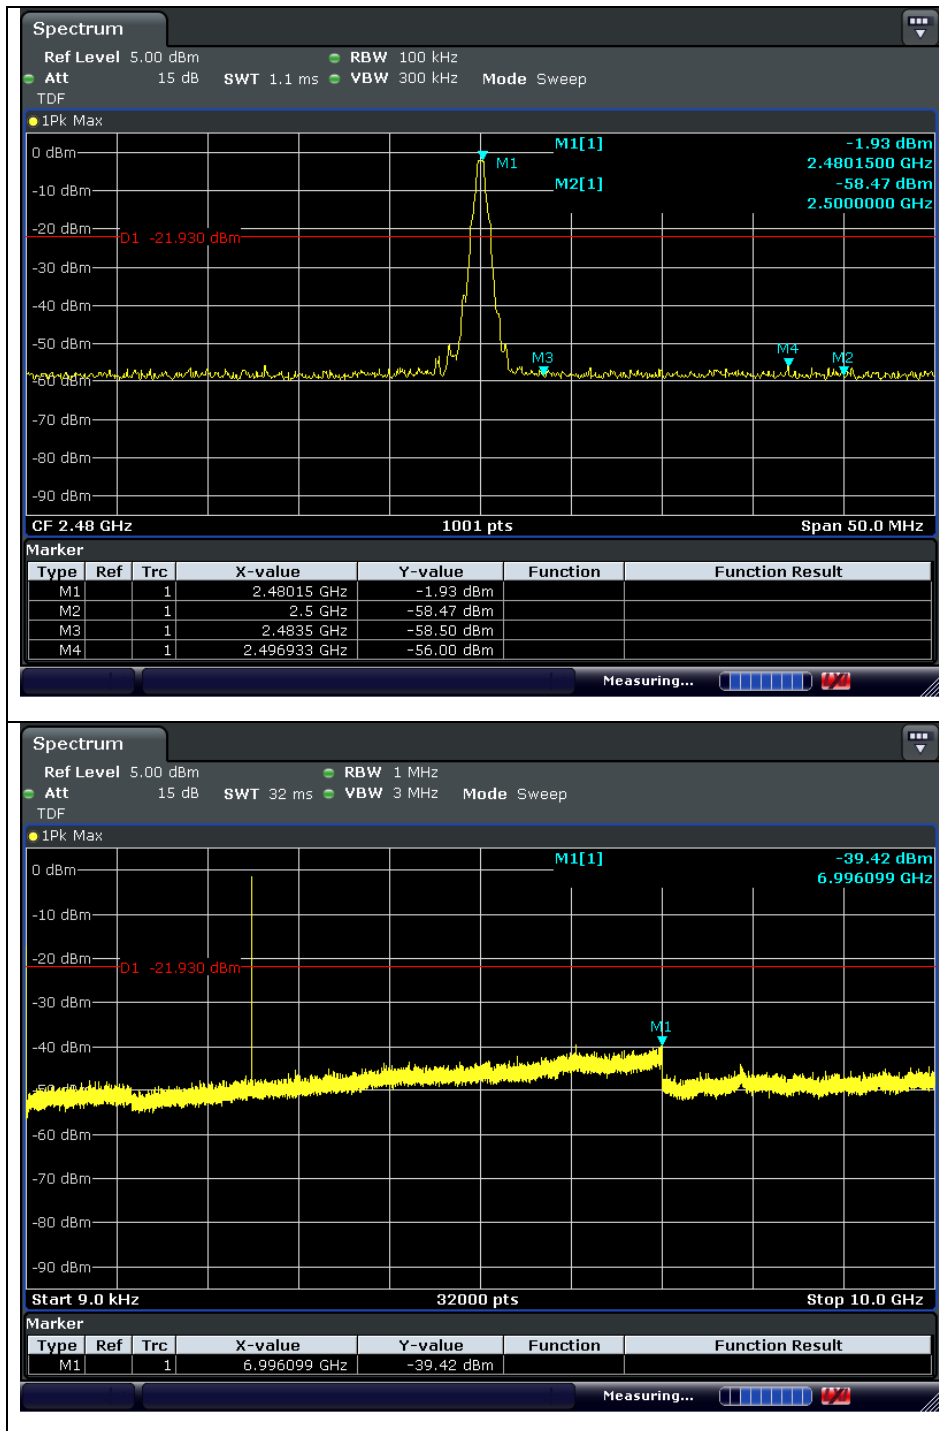 Spectrum
Ref Level 5.00 dBm RBW 100 kHz
Att 15 dB SWT 1.1 ms VBW 300 kHz Mode Sweep
TDF
1Pk Max
M1[1] -1.93 dBm
2.4801500 GHz
M2[1] -58.47 dBm
2.5000000 GHz
0 dBm
M1
-10 dBm
-20 dBm
D1 -21.930 dBm
-30 dBm
-40 dBm
-50 dBm
M3 M4 M2
-60 dBm
-70 dBm
-80 dBm
-90 dBm
CF 2.48 GHz 1001 pts Span 50.0 MHz
Marker
Type Ref Trc X-value Y-value Function Function Result
M1 1 2.48015 GHz -1.93 dBm
M2 1 2.5 GHz -58.47 dBm
M3 1 2.4835 GHz -58.50 dBm
M4 1 2.496933 GHz -56.00 dBm
Measuring...
Spectrum
Ref Level 5.00 dBm RBW 1 MHz
Att 15 dB SWT 32 ms VBW 3 MHz Mode Sweep
TDF
1Pk Max
M1[1] -39.42 dBm
6.996099 GHz
0 dBm
-10 dBm
-20 dBm
D1 -21.930 dBm
-30 dBm
M1
-40 dBm
-50 dBm
-60 dBm
-70 dBm
-80 dBm
-90 dBm
Start 9.0 kHz 32000 pts Stop 10.0 GHz
Marker
Type Ref Trc X-value Y-value Function Function Result
M1 1 6.996099 GHz -39.42 dBm
Measuring...